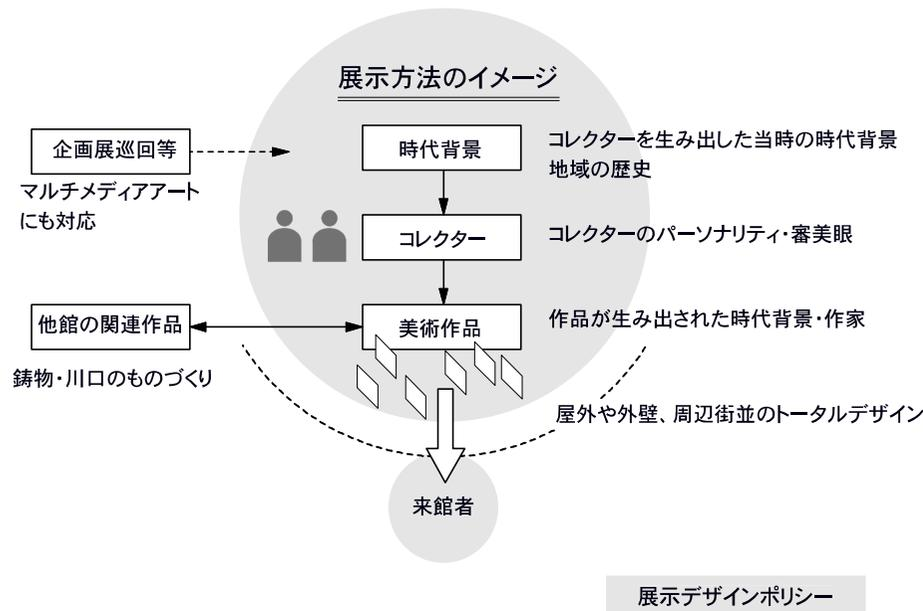 展示方法のイメージ
企画展巡回等
マルチメディアアート
にも対応
時代背景
コレクターを生み出した当時の時代背景
地域の歴史
コレクター
コレクターのパーソナリティ・審美眼
他館の関連作品
美術作品
作品が生み出された時代背景・作家
鋳物・川口のものづくり
屋外や外壁、周辺街並のトータルデザイン
来館者
展示デザインポリシー